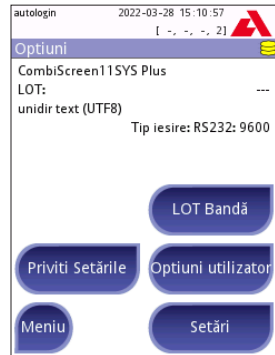 autologin 2022-03-28 15:10:57
[ -, -, -, 2]
Optiuni
CombiScreen11SYS Plus
LOT: ---
unidir text (UTF8)
Tip iesire: RS232: 9600
LOT Bandă
Priviti Setările Optiuni utilizator
Meniu Setări